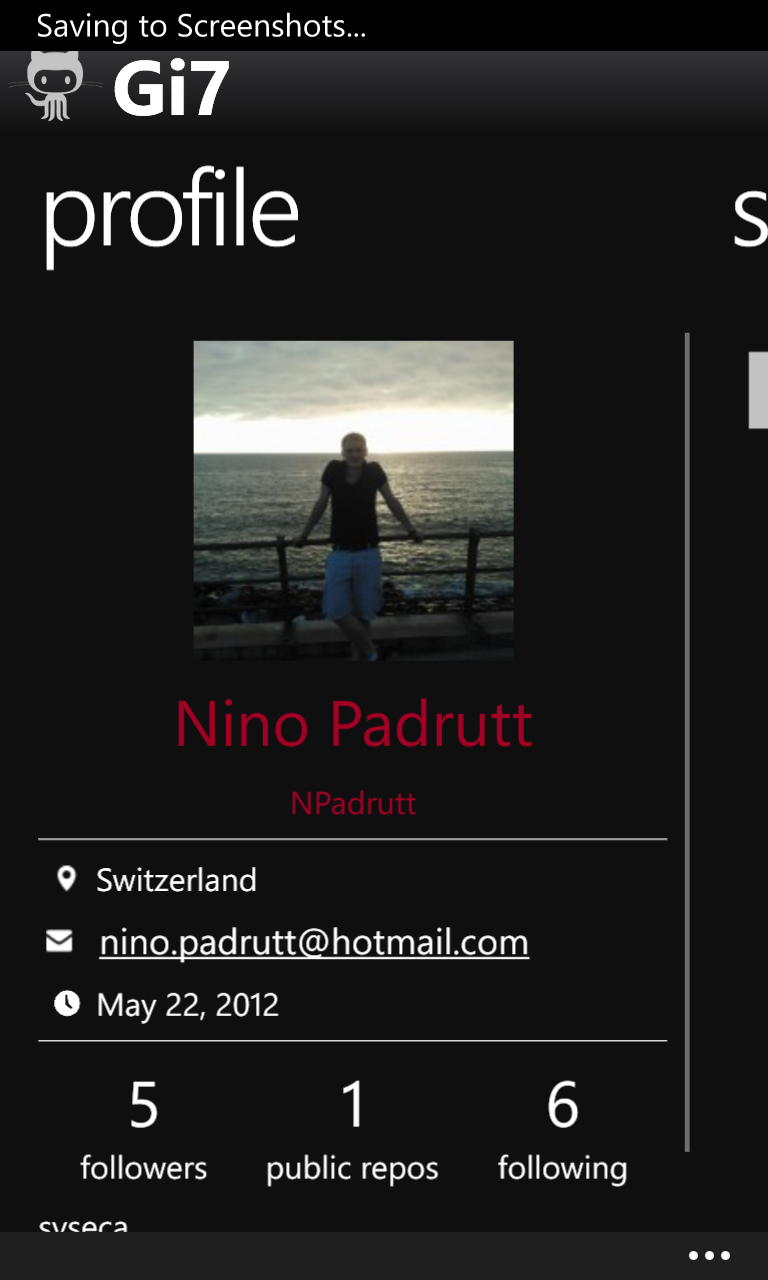 Saving to Screenshots...
Gi7
profile
s
Nino Padrutt
NPadrutt
Switzerland
nino.padrutt@hotmail.com
May 22, 2012
5 1 6
followers public repos following
syseca